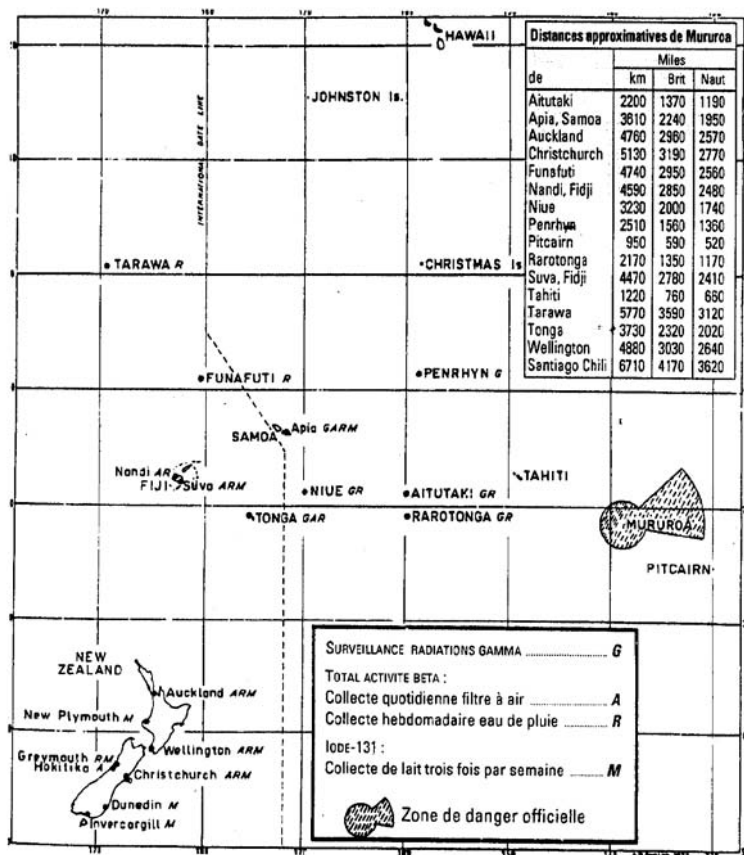 170 180 170 160 150
HAWAII
JOHNSTON Is.
INTERNATIONAL DATE LINE
Distances approximatives de Mururoa
Miles
de km Brit Naut
Aitutaki 2200 1370 1190
Apia, Samoa 3610 2240 1950
Auckland 4760 2960 2570
Christchurch 5130 3190 2770
Funafuti 4740 2950 2560
Nandi, Fidji 4590 2850 2480
Niue 3230 2000 1740
Penrhyn 2510 1560 1360
Pitcairn 950 590 520
Rarotonga 2170 1350 1170
Suva, Fidji 4470 2780 2410
Tahiti 1220 760 660
Tarawa 5770 3590 3120
Tonga 3730 2320 2020
Wellington 4880 3030 2640
Santiago Chili 6710 4170 3620
TARAWA R
CHRISTMAS Is
FUNAFUTI R
PENRHYN G
SAMOA
Apia GARM
Nandi AR
FIJI
Suva ARM
NIUE GR
AITUTAKI GR
TAHITI
TONGA GAR
RAROTONGA GR
MURUROA
PITCAIRN
NEW
ZEALAND
Auckland ARM
New Plymouth M
Wellington ARM
Greymouth RM
Hokitika A
Christchurch ARM
Dunedin M
Invercargill M
SURVEILLANCE RADIATIONS GAMMA G
TOTAL ACTIVITE BETA :
Collecte quotidienne filtre à air A
Collecte hebdomadaire eau de pluie R
IODE-131 :
Collecte de lait trois fois par semaine M
Zone de danger officielle